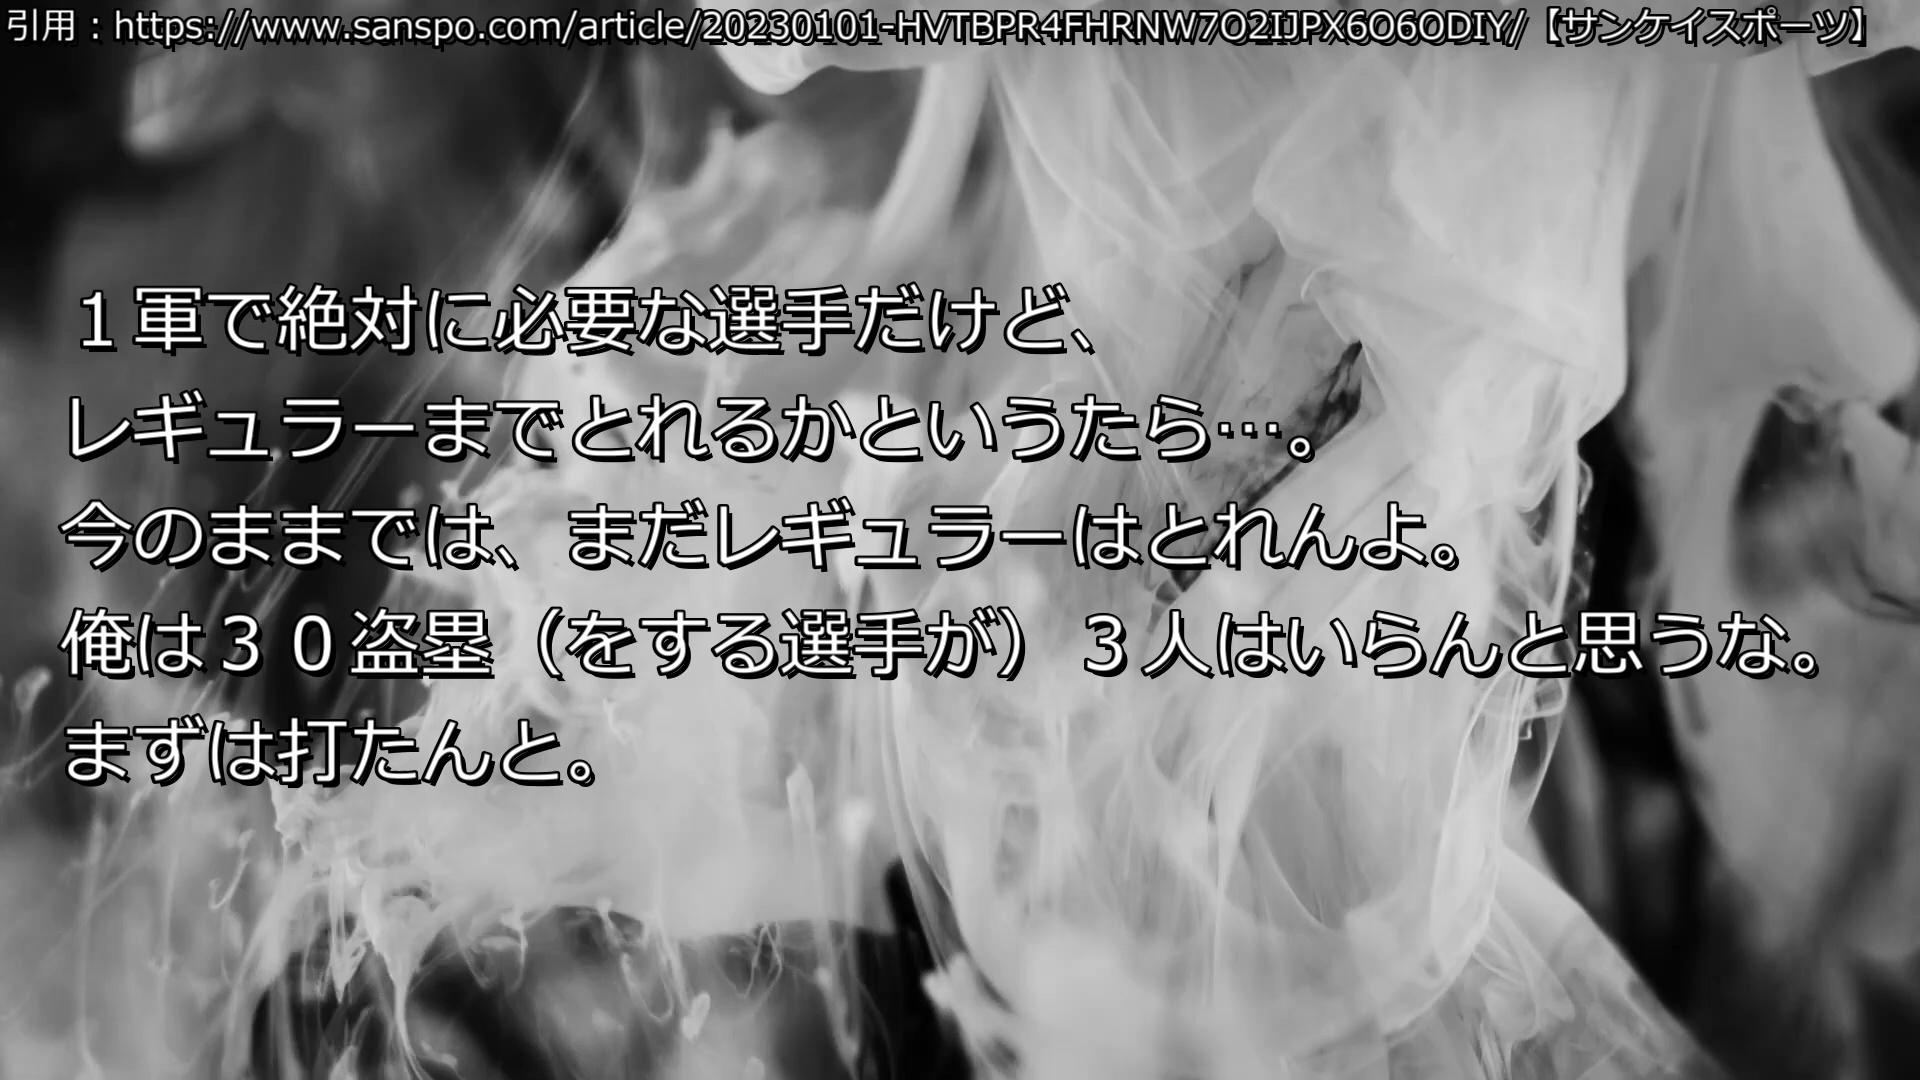 引用：https://www.sanspo.com/article/20230101-HVTBPR4FHRNW7O2IJPX6O6ODIY/【サンケイスポーツ】
１軍で絶対に必要な選手だけど、
レギュラーまでとれるかというたら…。
今のままでは、まだレギュラーはとれんよ。
俺は３０盗塁（をする選手が）３人はいらんと思うな。
まずは打たんと。